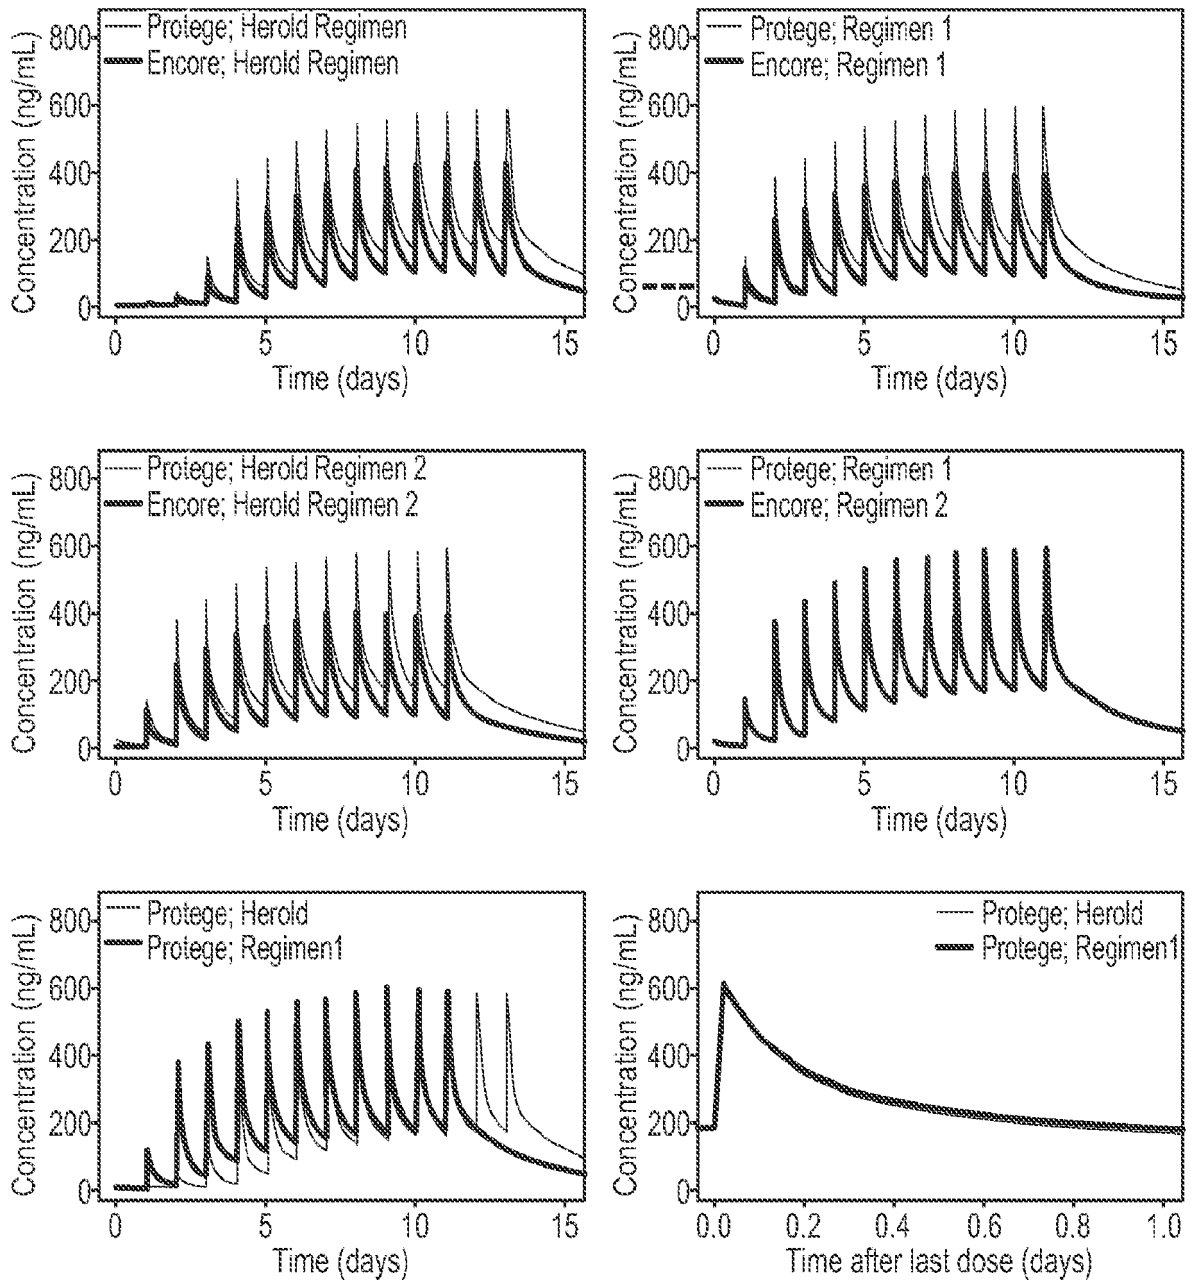 Protege; Herold Regimen
Encore; Herold Regimen
800
600
400
200
0
Concentration (ng/mL)
0 5 10 15
Time (days)
Protege; Regimen 1
Encore; Regimen 1
800
600
400
200
0
Concentration (ng/mL)
0 5 10 15
Time (days)
Protege; Herold Regimen 2
Encore; Herold Regimen 2
800
600
400
200
0
Concentration (ng/mL)
0 5 10 15
Time (days)
Protege; Regimen 1
Encore; Regimen 2
800
600
400
200
0
Concentration (ng/mL)
0 5 10 15
Time (days)
Protege; Herold
Protege; Regimen1
800
600
400
200
0
Concentration (ng/mL)
0 5 10 15
Time (days)
Protege; Herold
Protege; Regimen1
800
600
400
200
0
Concentration (ng/mL)
0.0 0.2 0.4 0.6 0.8 1.0
Time after last dose (days)